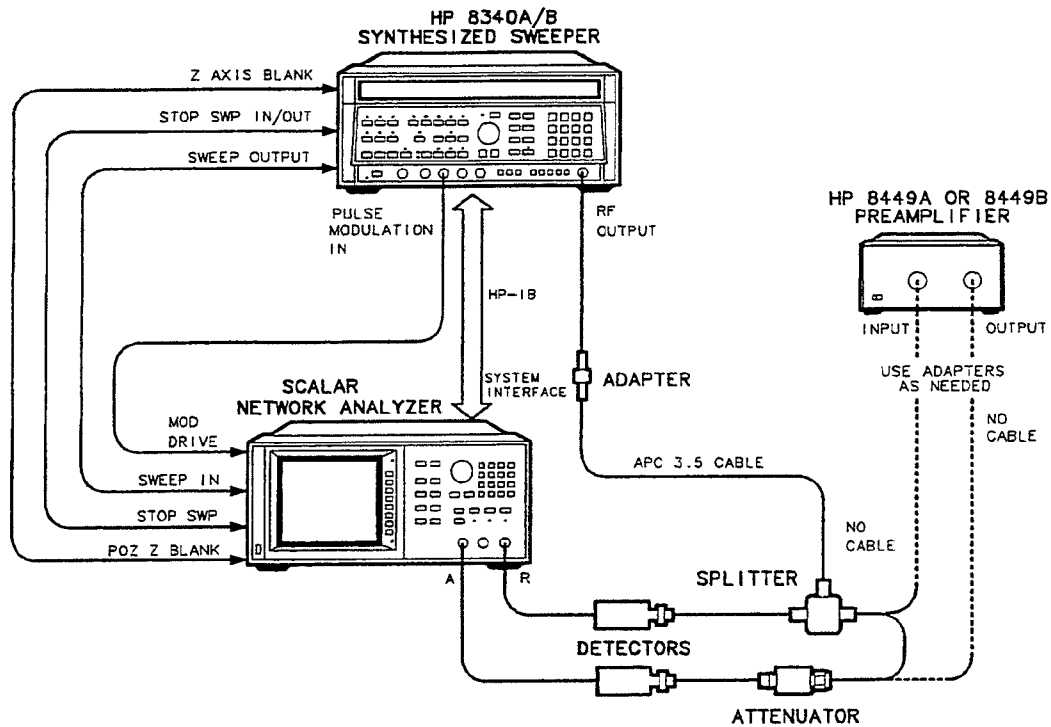 HP 8340A/B
SYNTHESIZED SWEEPER
Z AXIS BLANK
STOP SWP IN/OUT
SWEEP OUTPUT
PULSE
MODULATION
IN
RF
OUTPUT
HP 8449A OR 8449B
PREAMPLIFIER
INPUT
OUTPUT
HP-IB
USE ADAPTERS
AS NEEDED
SYSTEM
INTERFACE
ADAPTER
SCALAR
NETWORK ANALYZER
NO
CABLE
MOD
DRIVE
APC 3.5 CABLE
SWEEP IN
STOP SWP
POZ Z BLANK
NO
CABLE
A
R
SPLITTER
DETECTORS
ATTENUATOR